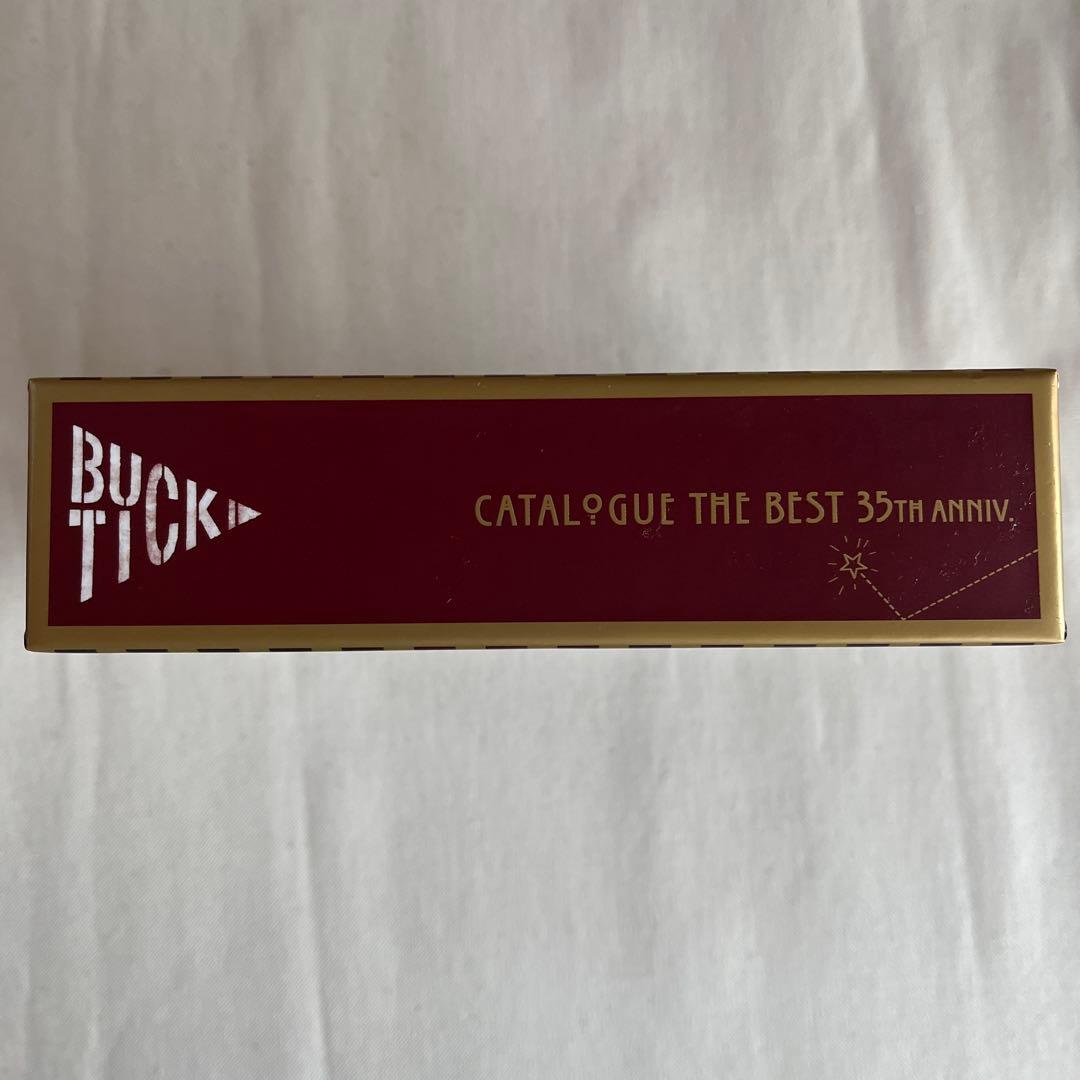 BUCK
TICK
CATALOGUE THE BEST 35TH ANNIV.